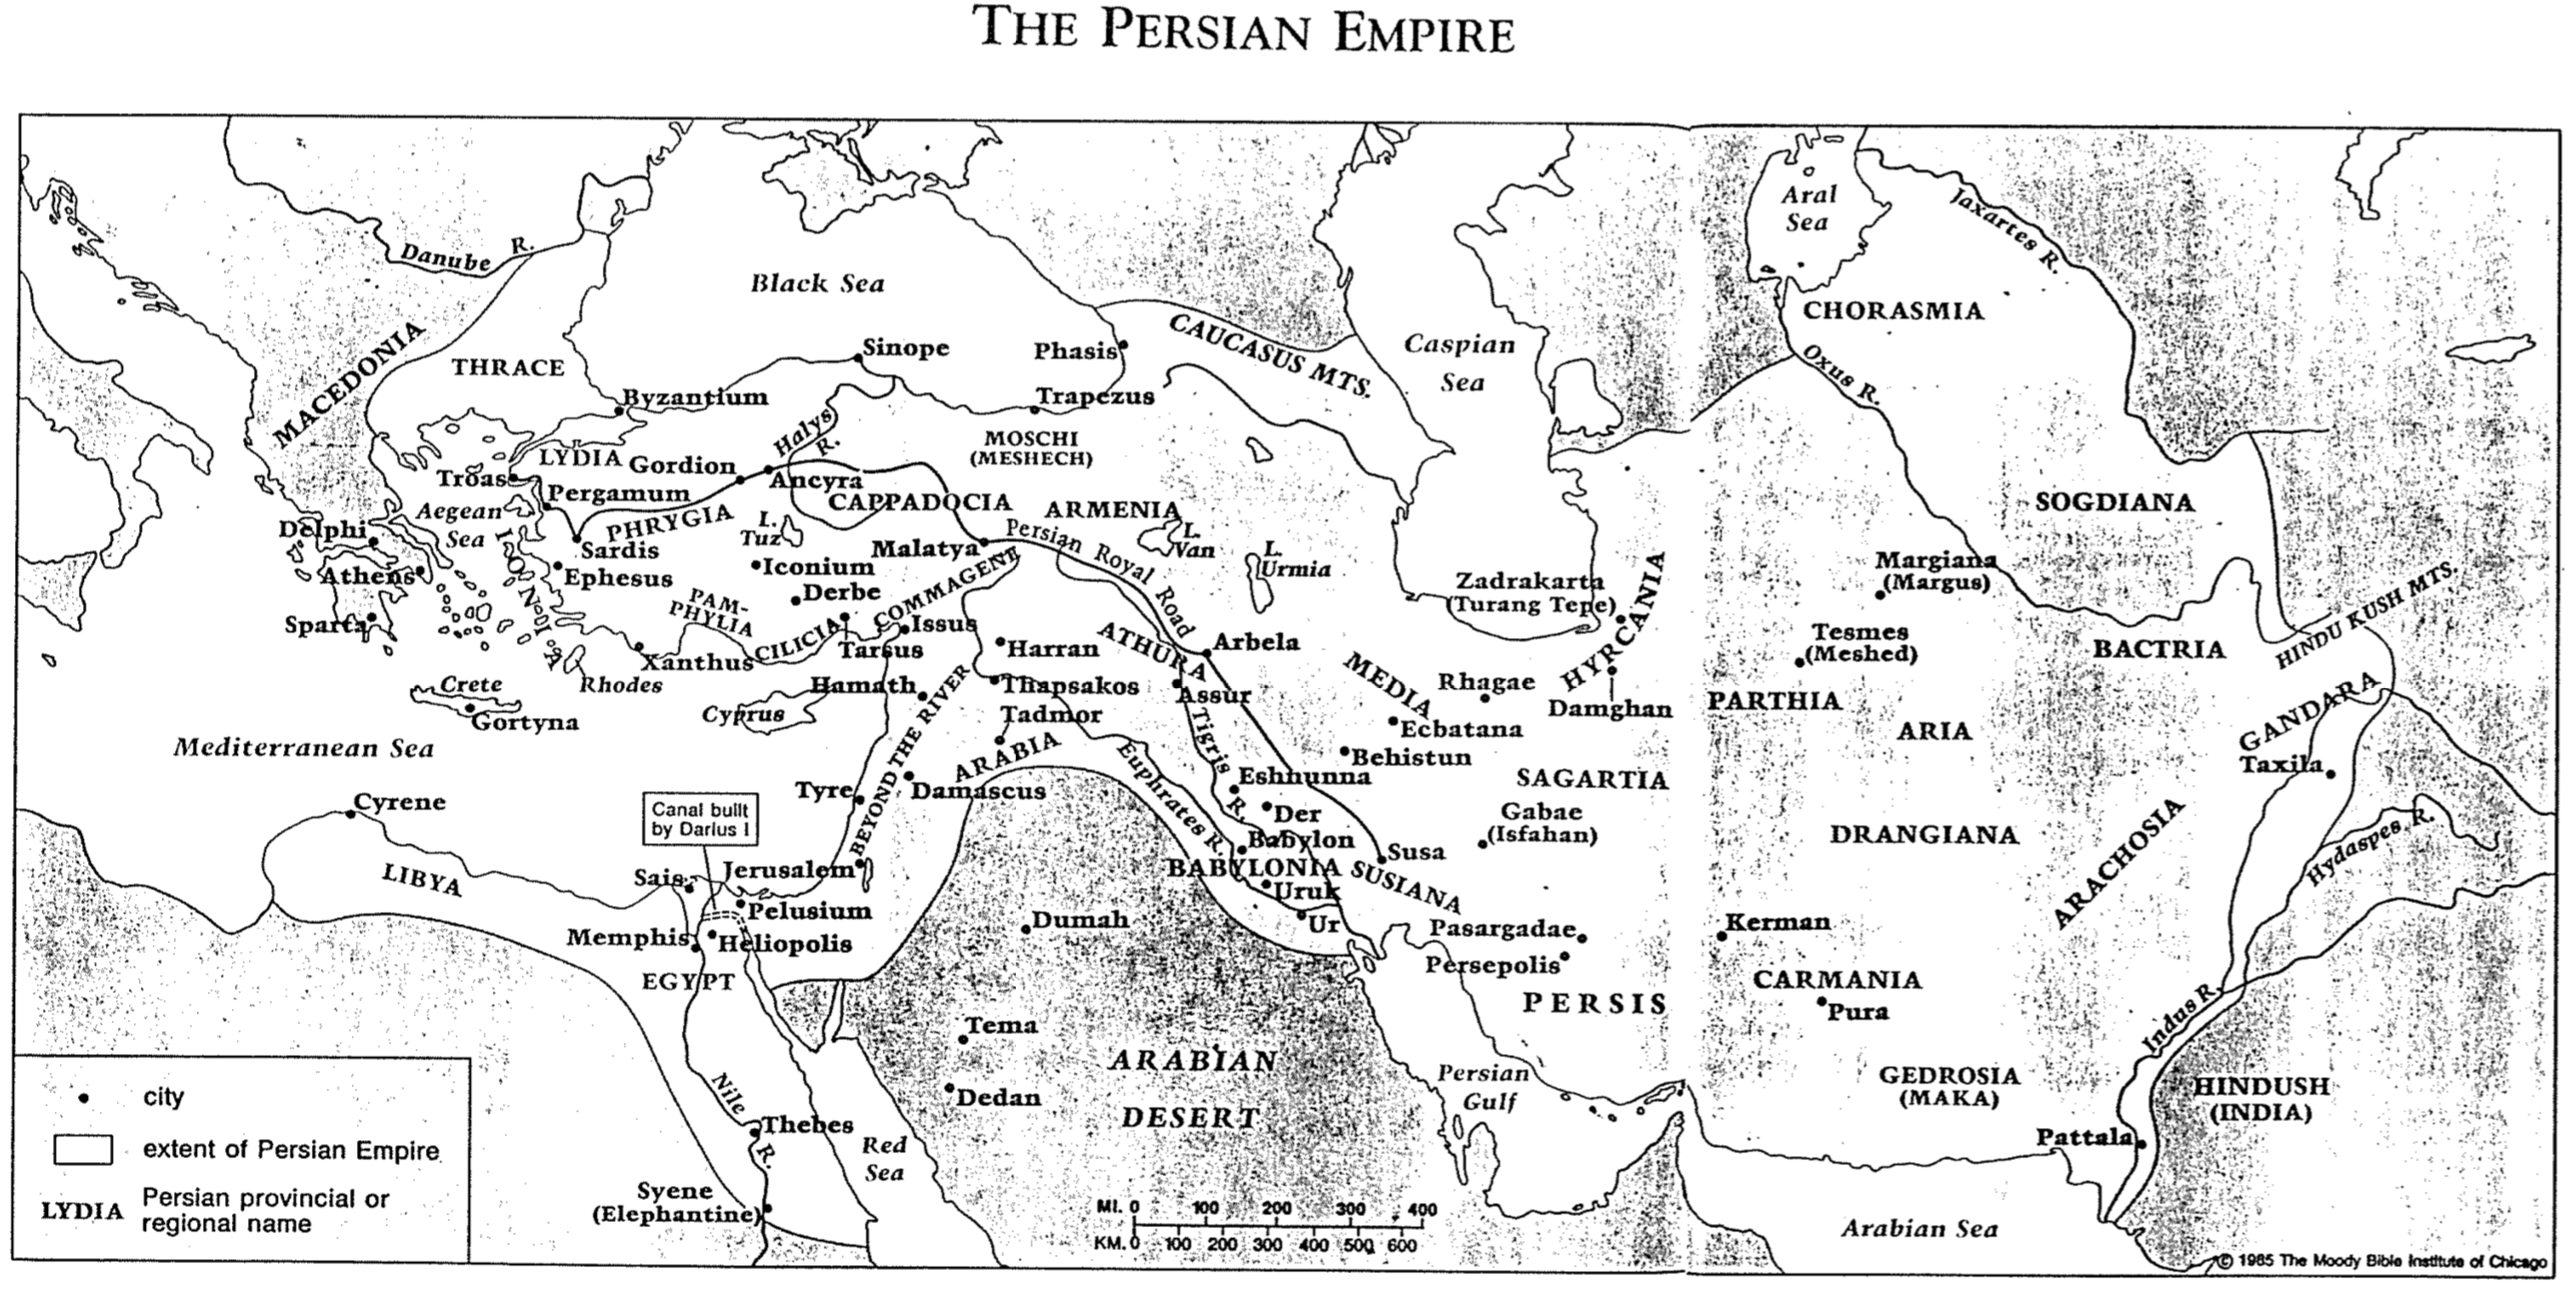 THE PERSIAN EMPIRE
Aral
Sea
Jaxartes R.
Danube R.
Black Sea
CHORASMIA
MACEDONIA
THRACE
Sinope
Phasis
CAUCASUS MTS.
Caspian
Sea
Oxus R.
Byzantium
Trapezus
Halys
R.
MOSCHI
(MESHECH)
LYDIA
Gordion
Troas
Ancyra
Pergamum
CAPPADOCIA
ARMENIA
SOGDIANA
Aegean
Sea
PHRYGIA
L.
Tuz
Delphi
Sardis
Malatya
Persian Royal Road
L.
Van
L.
Urmia
IONIA
Athens
Ephesus
Iconium
COMMAGENE
Zadrakarta
(Turang Tepe)
HYRCANIA
Margiana
(Margus)
HINDU KUSH MTS.
Derbe
PAM-
PHYLIA
Sparta
CILICIA
Issus
Tarsus
Xanthus
Harran
ATHURA
Arbela
MEDIA
Tesmes
(Meshed)
BACTRIA
Crete
Rhodes
Hamath
Thapsakos
Assur
Rhagae
Damghan
PARTHIA
GANDARA
Gortyna
Cyprus
Tadmor
Ecbatana
ARIA
Mediterranean Sea
BEYOND THE RIVER
ARABIA
Euphrates R.
Tigris
R.
Behistun
Taxila
Tyre
Damascus
Eshnunna
SAGARTIA
Cyrene
Canal built
by Darius I
Der
Gabae
(Isfahan)
DRANGIANA
ARACHOSIA
Hydaspes R.
Babylon
Susa
LIBYA
Sais
Jerusalem
BABYLONIA
SUSIANA
Uruk
Pelusium
Dumah
Ur
Pasargadae
Kerman
Memphis
Heliopolis
Persepolis
EGYPT
PERSIS
CARMANIA
Pura
Indus R.
Tema
ARABIAN
DESERT
Dedan
Persian
Gulf
GEDROSIA
(MAKA)
HINDUSH
(INDIA)
Nile
R.
Thebes
Red
Sea
Pattala
Syene
(Elephantine)
Arabian Sea
city
extent of Persian Empire
LYDIA Persian provincial or
regional name
MI. 0 100 200 300 400
KM. 0 100 200 300 400 500 600
© 1985 The Moody Bible Institute of Chicago